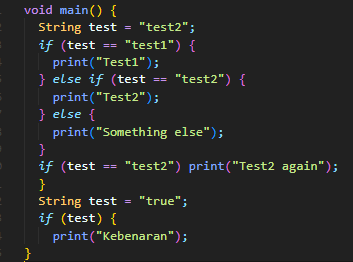 void main() {
  String test = "test2";
  if (test == "test1") {
    print("Test1");
  } else if (test == "test2") {
    print("Test2");
  } else {
    print("Something else");
  }
  if (test == "test2") print("Test2 again");
  }
  String test = "true";
  if (test) {
    print("Kebenaran");
}